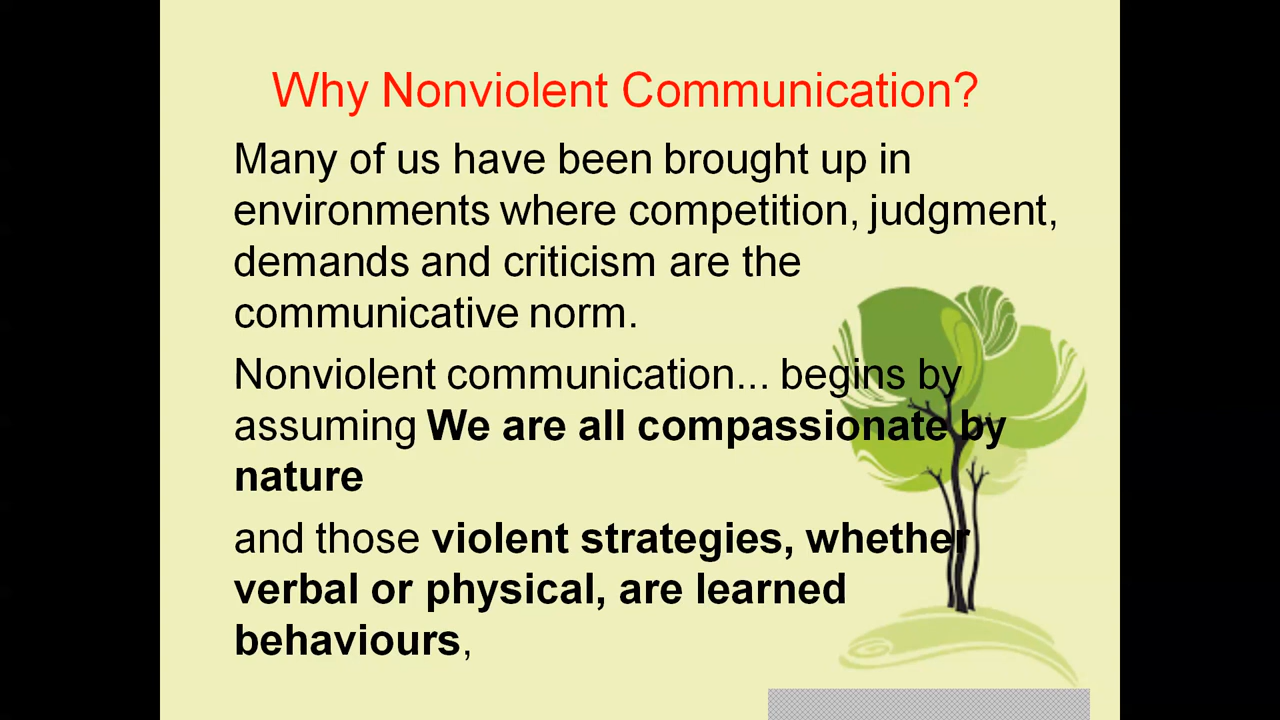 Why Nonviolent Communication?
Many of us have been brought up in
environments where competition, judgment,
demands and criticism are the
communicative norm.
Nonviolent communication... begins by
assuming We are all compassionate by
nature
and those violent strategies, whether
verbal or physical, are learned
behaviours,